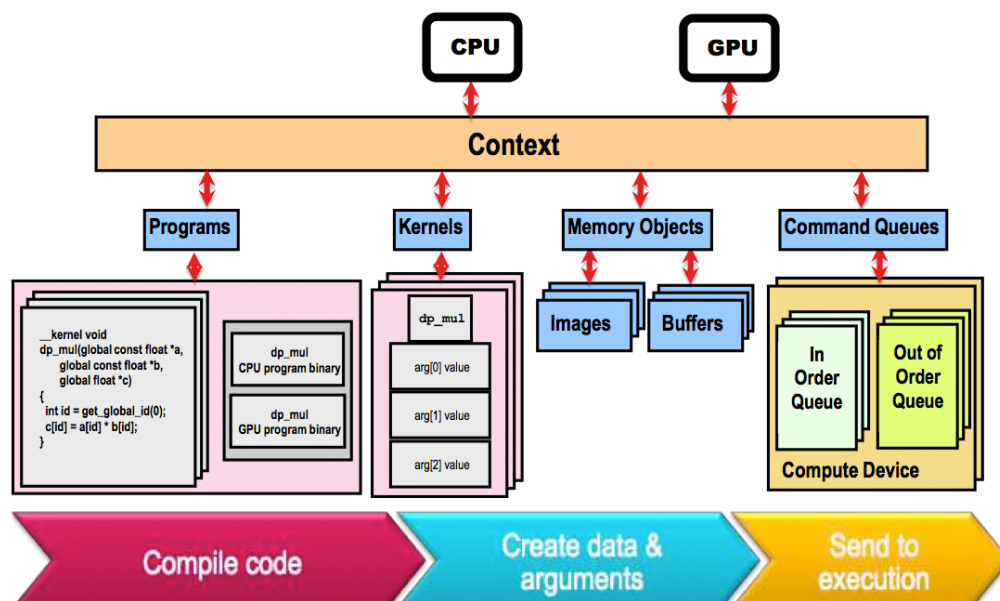 CPU
GPU
Context
Programs
Kernels
Memory Objects
Command Queues
__kernel void
dp_mul(global const float *a,
global const float *b,
global float *c)
{
int id = get_global_id(0);
c[id] = a[id] * b[id];
}
dp_mul
CPU program binary
dp_mul
GPU program binary
dp_mul
arg[0] value
arg[1] value
arg[2] value
Images
Buffers
In
Order
Queue
Out of
Order
Queue
Compute Device
Compile code
Create data &
arguments
Send to
execution